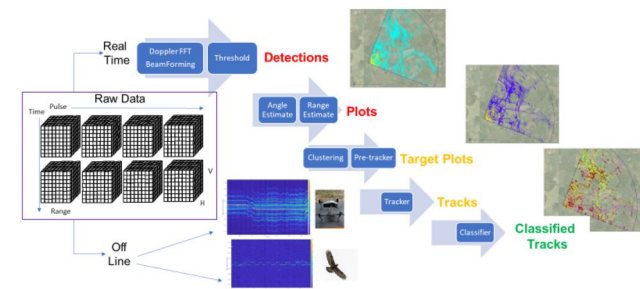 Real
Time
Doppler FFT
BeamForming
Threshold
Detections
Raw Data
Time
Pulse
Angle
Estimate
Range
Estimate
Plots
Clustering
Pre-tracker
Target Plots
V
H
Range
Tracker
Tracks
Classifier
Classified
Tracks
Off
Line